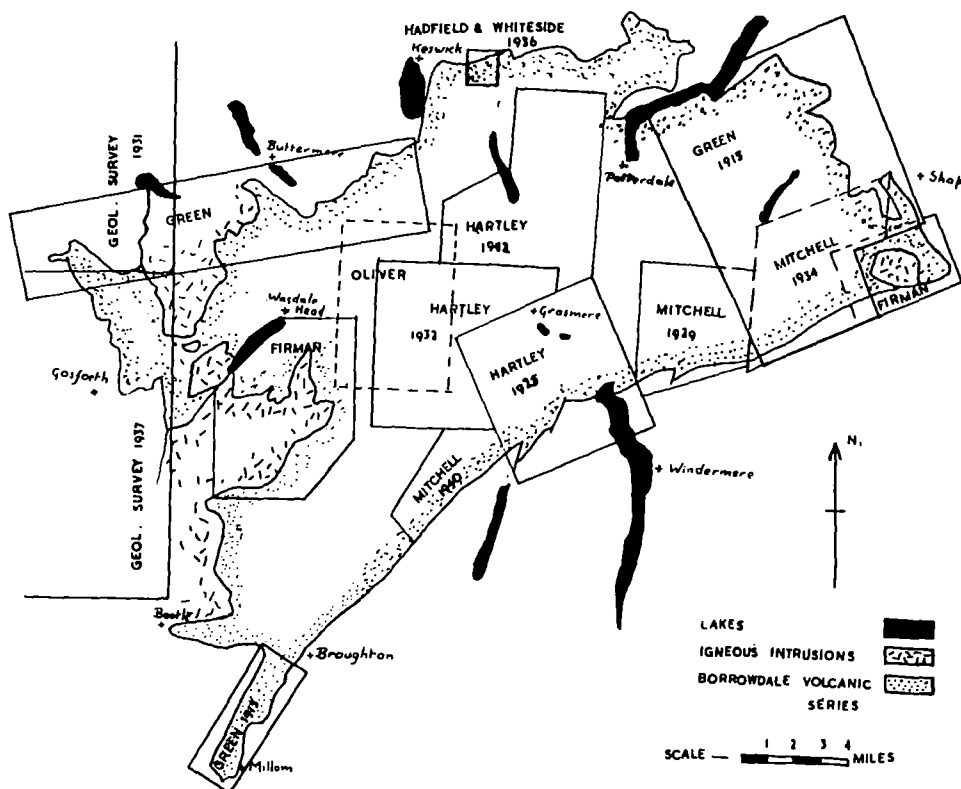 HADFIELD & WHITESIDE
1936
Keswick
GEOL. SURVEY 1931
Buttermere
GREEN
1915
Patterdale
Shap
GREEN
HARTLEY
1942
OLIVER
MITCHELL
1934
FIRMAN
Wasdale
Head
HARTLEY
1932
Grasmere
MITCHELL
1929
FIRMAN
HARTLEY
1925
Gosforth
GEOL. SURVEY 1937
MITCHELL
1940
Windermere
N.
Bootle
Broughton
GREEN
Millom
LAKES
IGNEOUS INTRUSIONS
BORROWDALE VOLCANIC
SERIES
1 2 3 4
SCALE — MILES